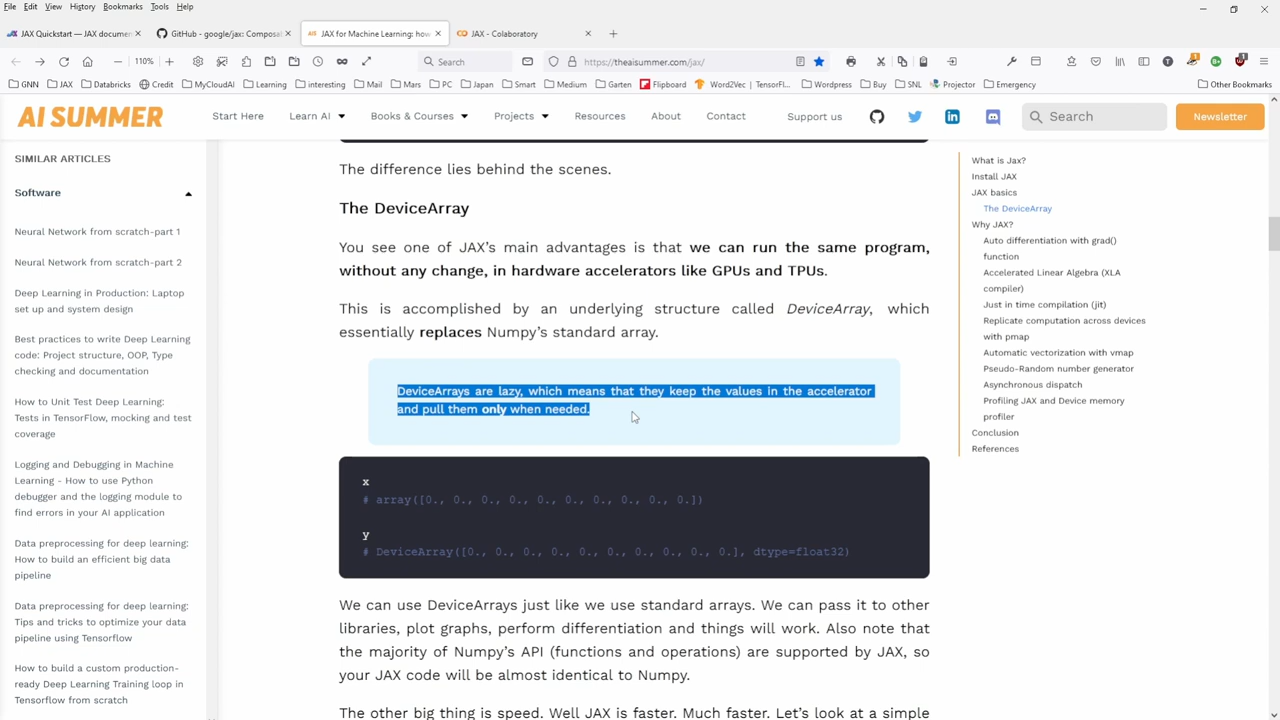 File Edit View History Bookmarks Tools Help
JAX Quickstart — JAX documen
GitHub - google/jax: Composal
JAX for Machine Learning: how
JAX - Colaboratory
110%
Search
https://theaisummer.com/jax/
GNN JAX Databricks Credit MyCloudAI Learning interesting Mars PC Japan Smart Medium Garten Flipboard Word2Vec | TensorFl... Wordpress Buy SNL Projector Emergency Other Bookmarks
AI SUMMER
Start Here Learn AI Books & Courses Projects Resources About Contact Support us
Search
Newsletter
SIMILAR ARTICLES
Software
Neural Network from scratch-part 1
Neural Network from scratch-part 2
Deep Learning in Production: Laptop
set up and system design
Best practices to write Deep Learning
code: Project structure, OOP, Type
checking and documentation
How to Unit Test Deep Learning:
Tests in TensorFlow, mocking and test
coverage
Logging and Debugging in Machine
Learning - How to use Python
debugger and the logging module to
find errors in your AI application
Data preprocessing for deep learning:
How to build an efficient big data
pipeline
Data preprocessing for deep learning:
Tips and tricks to optimize your data
pipeline using Tensorflow
How to build a custom production-
ready Deep Learning Training loop in
Tensorflow from scratch
The difference lies behind the scenes.
The DeviceArray
You see one of JAX's main advantages is that we can run the same program,
without any change, in hardware accelerators like GPUs and TPUs.
This is accomplished by an underlying structure called DeviceArray, which
essentially replaces Numpy's standard array.
DeviceArrays are lazy, which means that they keep the values in the accelerator
and pull them only when needed.
x
# array([0., 0., 0., 0., 0., 0., 0., 0., 0., 0.])
y
# DeviceArray([0., 0., 0., 0., 0., 0., 0., 0., 0., 0.], dtype=float32)
We can use DeviceArrays just like we use standard arrays. We can pass it to other
libraries, plot graphs, perform differentiation and things will work. Also note that
the majority of Numpy's API (functions and operations) are supported by JAX, so
your JAX code will be almost identical to Numpy.
The other big thing is speed. Well JAX is faster. Much faster. Let's look at a simple
What is Jax?
Install JAX
JAX basics
The DeviceArray
Why JAX?
Auto differentiation with grad()
function
Accelerated Linear Algebra (XLA
compiler)
Just in time compilation (jit)
Replicate computation across devices
with pmap
Automatic vectorization with vmap
Pseudo-Random number generator
Asynchronous dispatch
Profiling JAX and Device memory
profiler
Conclusion
References